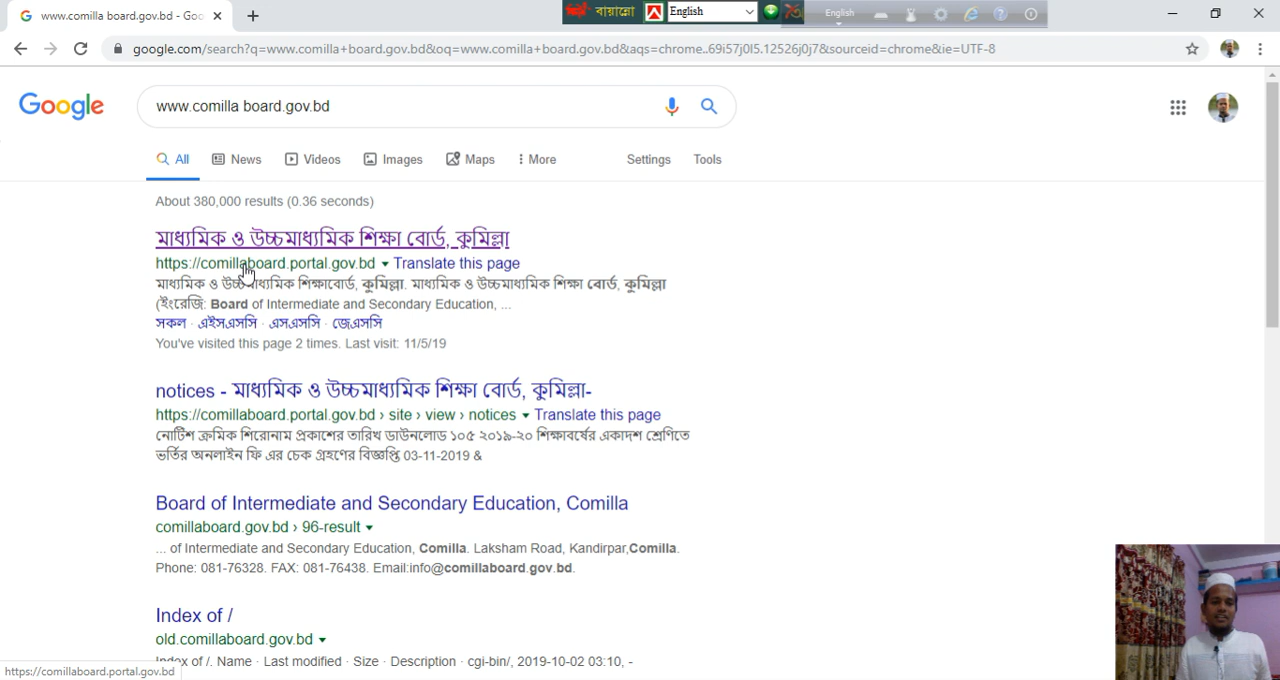 www.comilla board.gov.bd - Goo
বায়ান্নো English
English
google.com/search?q=www.comilla+board.gov.bd&oq=www.comilla+board.gov.bd&aqs=chrome..69i57j0l5.12526j0j7&sourceid=chrome&ie=UTF-8
Google www.comilla board.gov.bd
All News Videos Images Maps More Settings Tools
About 380,000 results (0.36 seconds)
মাধ্যমিক ও উচ্চমাধ্যমিক শিক্ষা বোর্ড, কুমিল্লা
https://comillaboard.portal.gov.bd Translate this page
মাধ্যমিক ও উচ্চমাধ্যমিক শিক্ষাবোর্ড, কুমিল্লা. মাধ্যমিক ও উচ্চমাধ্যমিক শিক্ষা বোর্ড, কুমিল্লা
(ইংরেজি: Board of Intermediate and Secondary Education, ...
সকল · এইসএসসি · এসএসসি · জেএসসি
You've visited this page 2 times. Last visit: 11/5/19
notices - মাধ্যমিক ও উচ্চমাধ্যমিক শিক্ষা বোর্ড, কুমিল্লা-
https://comillaboard.portal.gov.bd › site › view › notices Translate this page
নোটিশ ক্রমিক শিরোনাম প্রকাশের তারিখ ডাউনলোড ১০৫ ২০১৯-২০ শিক্ষাবর্ষের একাদশ শ্রেণিতে
ভর্তির অনলাইন ফি এর চেক গ্রহণের বিজ্ঞপ্তি 03-11-2019 &
Board of Intermediate and Secondary Education, Comilla
comillaboard.gov.bd › 96-result
... of Intermediate and Secondary Education, Comilla. Laksham Road, Kandirpar,Comilla.
Phone: 081-76328. FAX: 081-76438. Email:info@comillaboard.gov.bd.
Index of /
old.comillaboard.gov.bd
Index of /. Name · Last modified · Size · Description · cgi-bin/, 2019-10-02 03:10, -
https://comillaboard.portal.gov.bd